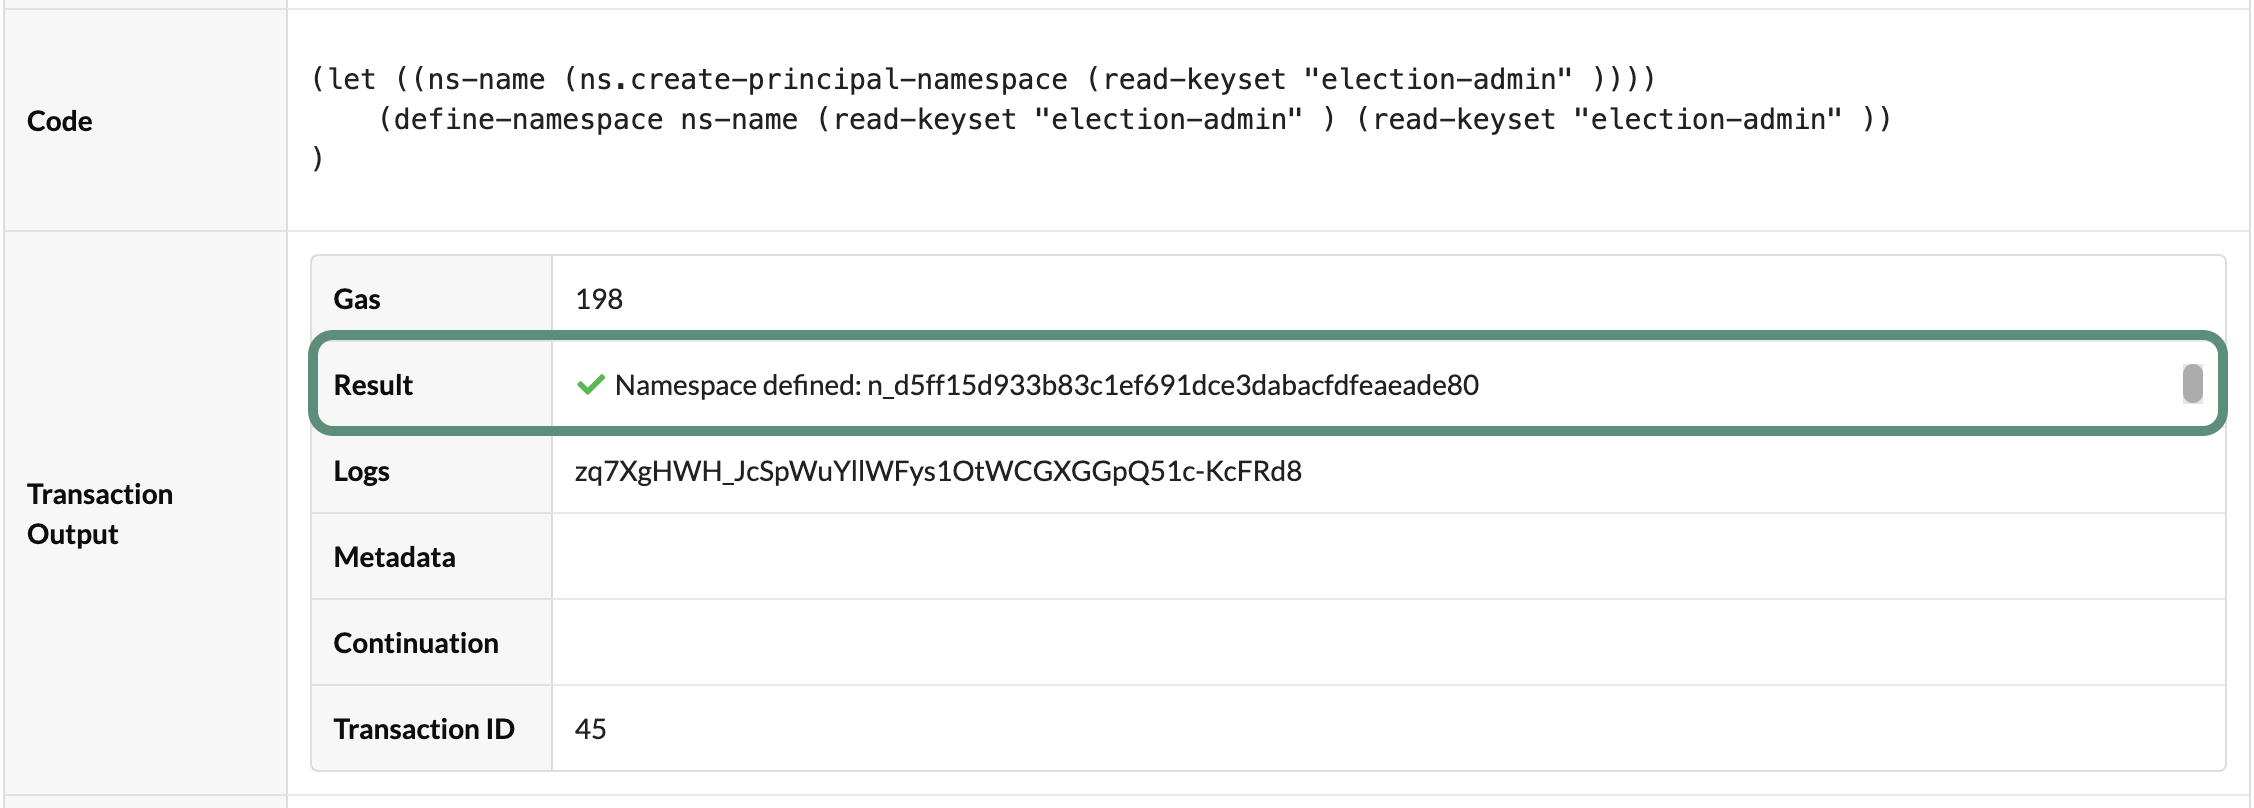 Code
(let ((ns-name (ns.create-principal-namespace (read-keyset "election-admin" ))))
    (define-namespace ns-name (read-keyset "election-admin" ) (read-keyset "election-admin" ))
)
Transaction
Output
Gas
198
Result
Namespace defined: n_d5ff15d933b83c1ef691dce3dabacfdfeaeade80
Logs
zq7XgHWH_JcSpWuYllWFys1OtWCGXGGpQ51c-KcFRd8
Metadata
Continuation
Transaction ID
45